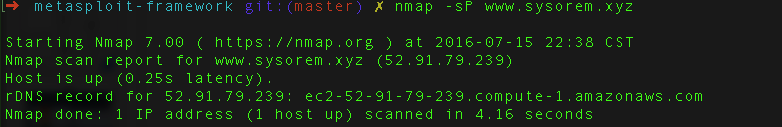 ➜ metasploit-framework git:(master) ✗ nmap -sP www.sysorem.xyz
Starting Nmap 7.00 ( https://nmap.org ) at 2016-07-15 22:38 CST
Nmap scan report for www.sysorem.xyz (52.91.79.239)
Host is up (0.25s latency).
rDNS record for 52.91.79.239: ec2-52-91-79-239.compute-1.amazonaws.com
Nmap done: 1 IP address (1 host up) scanned in 4.16 seconds